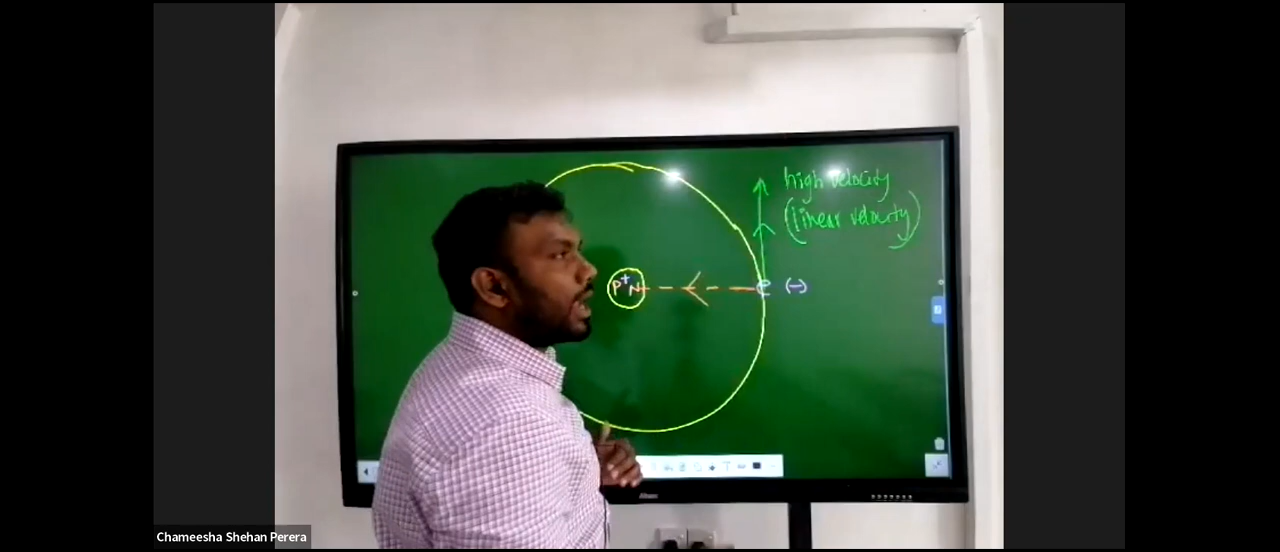 high velocity
(linear velocity)
P+ N
e (-)
Chameesha Shehan Perera